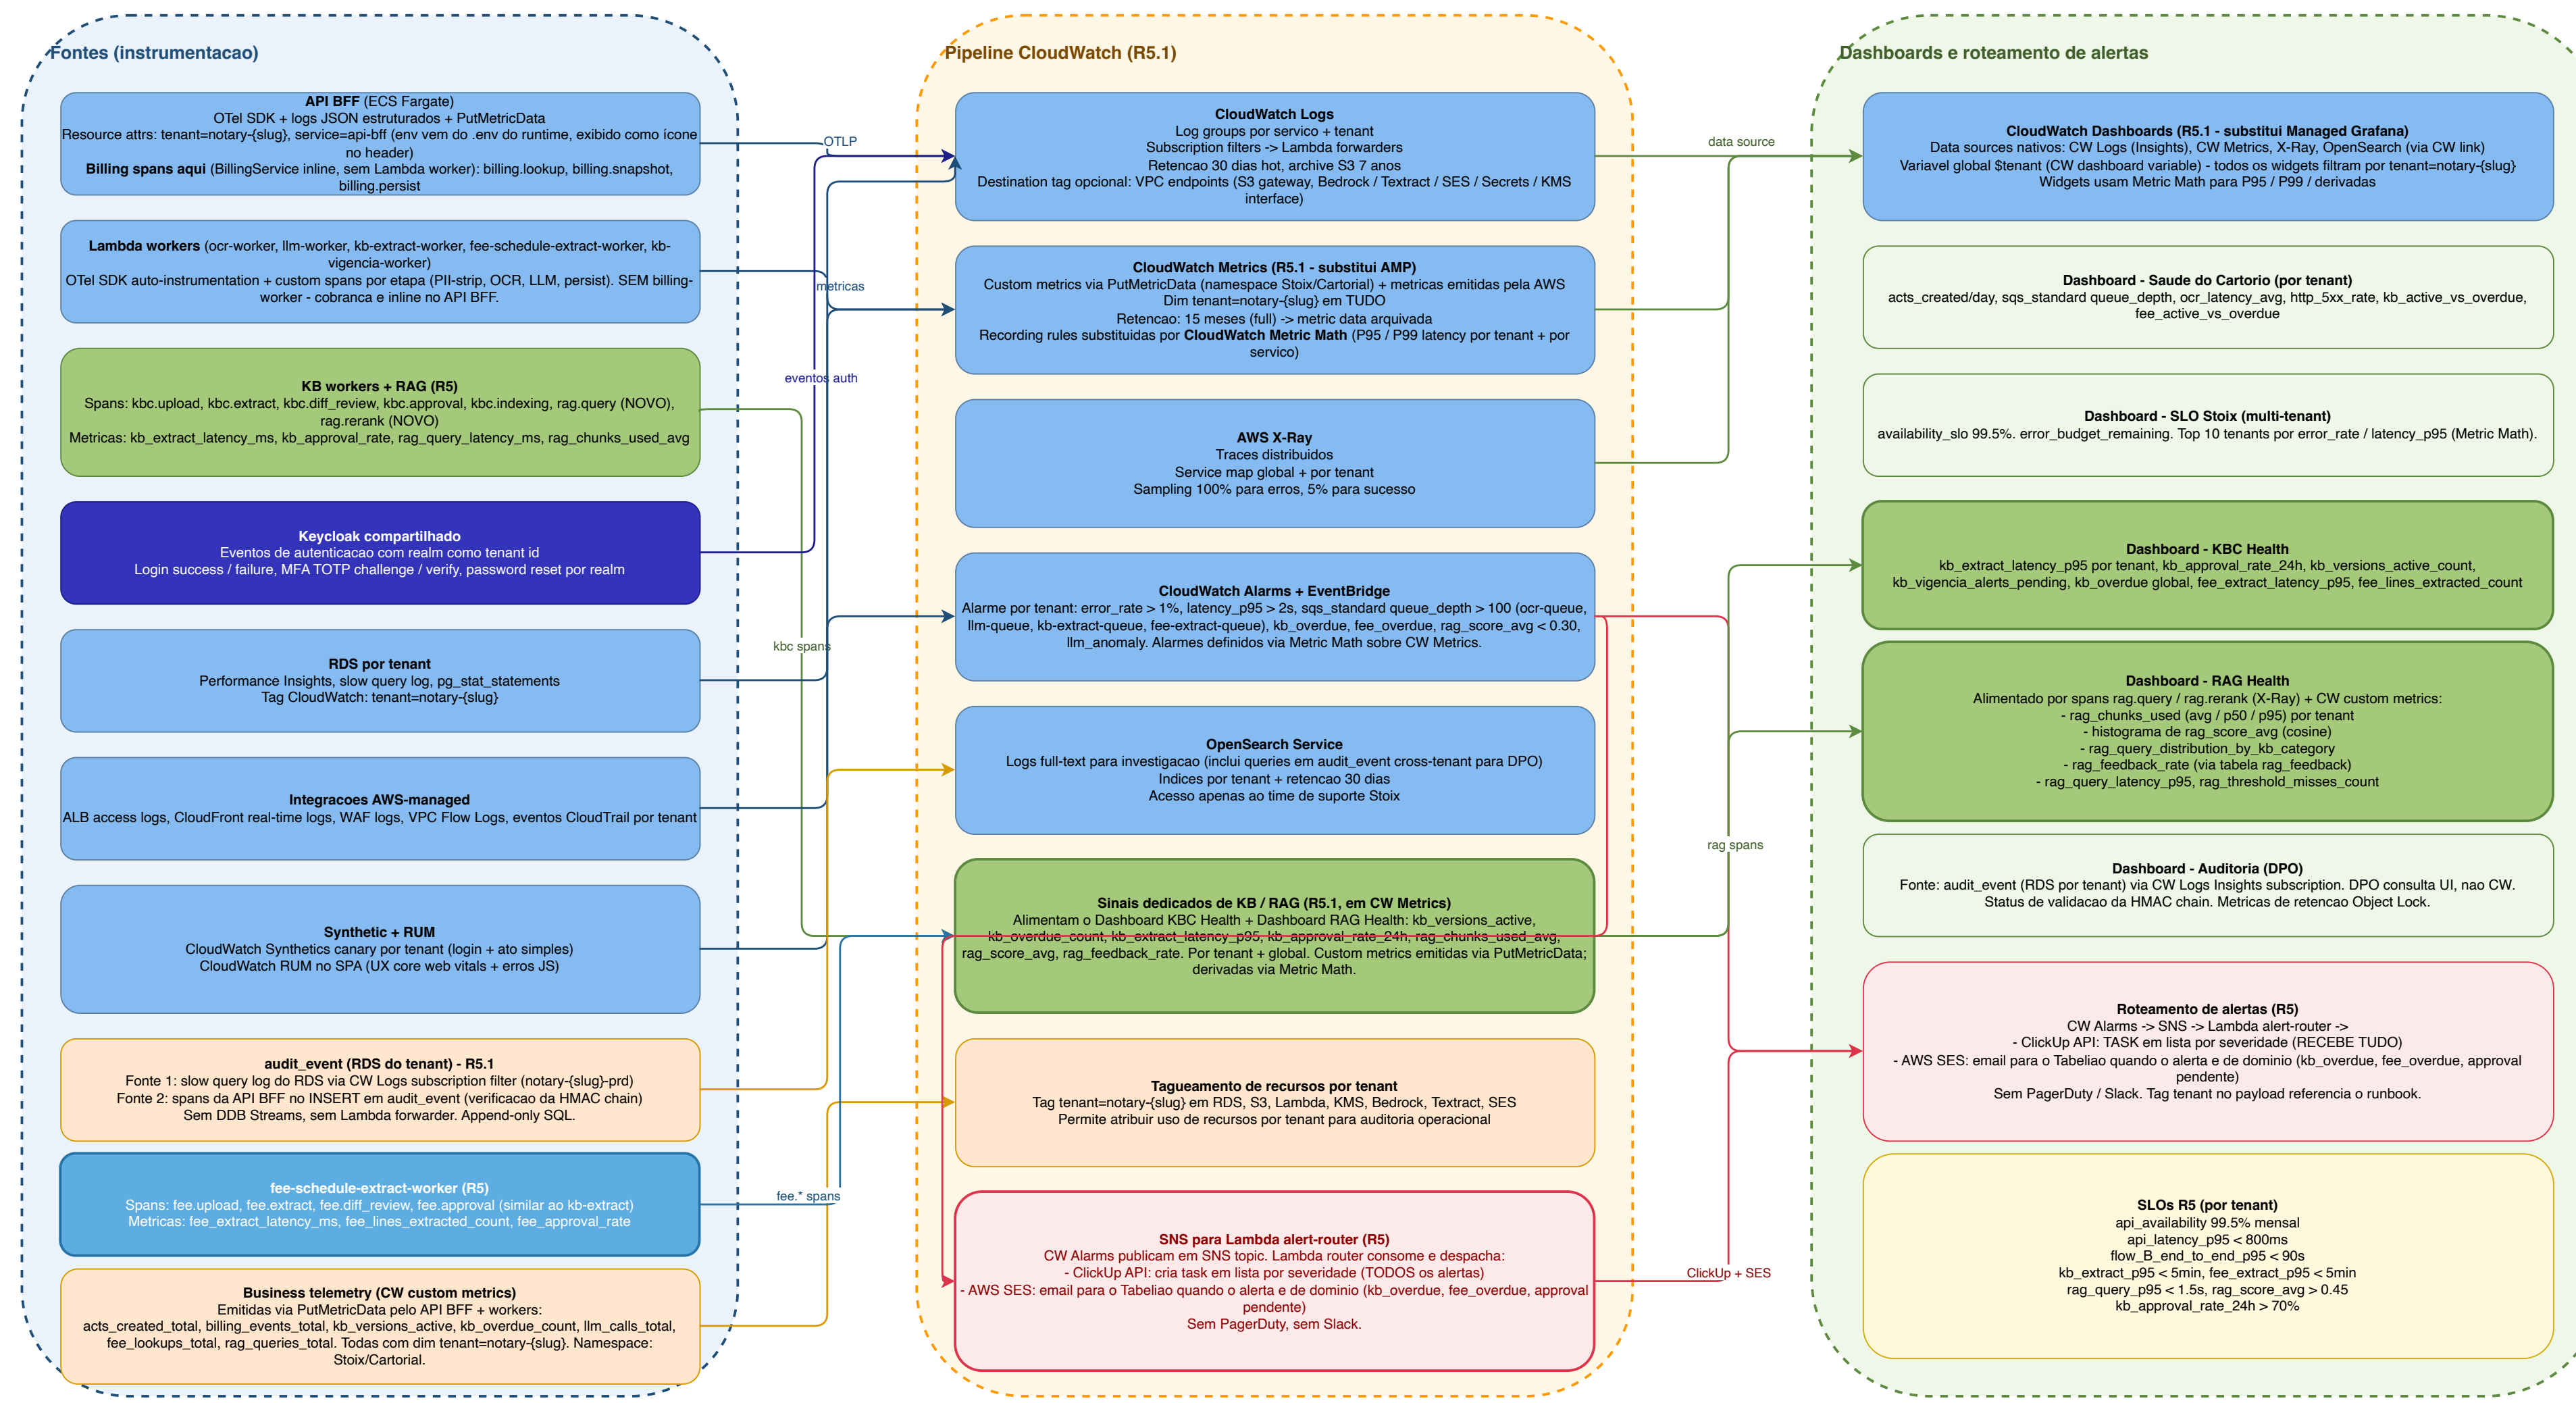 Fontes (instrumentacao)
API BFF (ECS Fargate)
OTel SDK + logs JSON estruturados + PutMetricData
Resource attrs: tenant=notary-{slug}, service=api-bff (env vem do .env do runtime, exibido como ícone
no header)
Billing spans aqui (BillingService inline, sem Lambda worker): billing.lookup, billing.snapshot,
billing.persist
Lambda workers (ocr-worker, llm-worker, kb-extract-worker, fee-schedule-extract-worker, kb-
vigencia-worker)
OTel SDK auto-instrumentation + custom spans por etapa (PII-strip, OCR, LLM, persist). SEM billing-
worker - cobranca e inline no API BFF.
KB workers + RAG (R5)
Spans: kbc.upload, kbc.extract, kbc.diff_review, kbc.approval, kbc.indexing, rag.query (NOVO),
rag.rerank (NOVO)
Metricas: kb_extract_latency_ms, kb_approval_rate, rag_query_latency_ms, rag_chunks_used_avg
Keycloak compartilhado
Eventos de autenticacao com realm como tenant id
Login success / failure, MFA TOTP challenge / verify, password reset por realm
RDS por tenant
Performance Insights, slow query log, pg_stat_statements
Tag CloudWatch: tenant=notary-{slug}
Integracoes AWS-managed
ALB access logs, CloudFront real-time logs, WAF logs, VPC Flow Logs, eventos CloudTrail por tenant
Synthetic + RUM
CloudWatch Synthetics canary por tenant (login + ato simples)
CloudWatch RUM no SPA (UX core web vitals + erros JS)
audit_event (RDS do tenant) - R5.1
Fonte 1: slow query log do RDS via CW Logs subscription filter (notary-{slug}-prd)
Fonte 2: spans da API BFF no INSERT em audit_event (verificacao da HMAC chain)
Sem DDB Streams, sem Lambda forwarder. Append-only SQL.
fee-schedule-extract-worker (R5)
Spans: fee.upload, fee.extract, fee.diff_review, fee.approval (similar ao kb-extract)
Metricas: fee_extract_latency_ms, fee_lines_extracted_count, fee_approval_rate
Business telemetry (CW custom metrics)
Emitidas via PutMetricData pelo API BFF + workers:
acts_created_total, billing_events_total, kb_versions_active, kb_overdue_count, llm_calls_total,
fee_lookups_total, rag_queries_total. Todas com dim tenant=notary-{slug}. Namespace:
Stoix/Cartorial.
OTLP
metricas
eventos auth
kbc spans
fee.* spans
Pipeline CloudWatch (R5.1)
CloudWatch Logs
Log groups por servico + tenant
Subscription filters -> Lambda forwarders
Retencao 30 dias hot, archive S3 7 anos
Destination tag opcional: VPC endpoints (S3 gateway, Bedrock / Textract / SES / Secrets / KMS
interface)
CloudWatch Metrics (R5.1 - substitui AMP)
Custom metrics via PutMetricData (namespace Stoix/Cartorial) + metricas emitidas pela AWS
Dim tenant=notary-{slug} em TUDO
Retencao: 15 meses (full) -> metric data arquivada
Recording rules substituidas por CloudWatch Metric Math (P95 / P99 latency por tenant + por
servico)
AWS X-Ray
Traces distribuidos
Service map global + por tenant
Sampling 100% para erros, 5% para sucesso
CloudWatch Alarms + EventBridge
Alarme por tenant: error_rate > 1%, latency_p95 > 2s, sqs_standard queue_depth > 100 (ocr-queue,
llm-queue, kb-extract-queue, fee-extract-queue), kb_overdue, fee_overdue, rag_score_avg < 0.30,
llm_anomaly. Alarmes definidos via Metric Math sobre CW Metrics.
OpenSearch Service
Logs full-text para investigacao (inclui queries em audit_event cross-tenant para DPO)
Indices por tenant + retencao 30 dias
Acesso apenas ao time de suporte Stoix
Sinais dedicados de KB / RAG (R5.1, em CW Metrics)
Alimentam o Dashboard KBC Health + Dashboard RAG Health: kb_versions_active,
kb_overdue_count, kb_extract_latency_p95, kb_approval_rate_24h, rag_chunks_used_avg,
rag_score_avg, rag_feedback_rate. Por tenant + global. Custom metrics emitidas via PutMetricData;
derivadas via Metric Math.
Tagueamento de recursos por tenant
Tag tenant=notary-{slug} em RDS, S3, Lambda, KMS, Bedrock, Textract, SES
Permite atribuir uso de recursos por tenant para auditoria operacional
SNS para Lambda alert-router (R5)
CW Alarms publicam em SNS topic. Lambda router consome e despacha:
- ClickUp API: cria task em lista por severidade (TODOS os alertas)
- AWS SES: email para o Tabeliao quando o alerta e de dominio (kb_overdue, fee_overdue, approval
pendente)
Sem PagerDuty, sem Slack.
data source
rag spans
ClickUp + SES
Dashboards e roteamento de alertas
CloudWatch Dashboards (R5.1 - substitui Managed Grafana)
Data sources nativos: CW Logs (Insights), CW Metrics, X-Ray, OpenSearch (via CW link)
Variavel global $tenant (CW dashboard variable) - todos os widgets filtram por tenant=notary-{slug}
Widgets usam Metric Math para P95 / P99 / derivadas
Dashboard - Saude do Cartorio (por tenant)
acts_created/day, sqs_standard queue_depth, ocr_latency_avg, http_5xx_rate, kb_active_vs_overdue,
fee_active_vs_overdue
Dashboard - SLO Stoix (multi-tenant)
availability_slo 99.5%. error_budget_remaining. Top 10 tenants por error_rate / latency_p95 (Metric Math).
Dashboard - KBC Health
kb_extract_latency_p95 por tenant, kb_approval_rate_24h, kb_versions_active_count,
kb_vigencia_alerts_pending, kb_overdue global, fee_extract_latency_p95, fee_lines_extracted_count
Dashboard - RAG Health
Alimentado por spans rag.query / rag.rerank (X-Ray) + CW custom metrics:
- rag_chunks_used (avg / p50 / p95) por tenant
- histograma de rag_score_avg (cosine)
- rag_query_distribution_by_kb_category
- rag_feedback_rate (via tabela rag_feedback)
- rag_query_latency_p95, rag_threshold_misses_count
Dashboard - Auditoria (DPO)
Fonte: audit_event (RDS por tenant) via CW Logs Insights subscription. DPO consulta UI, nao CW.
Status de validacao da HMAC chain. Metricas de retencao Object Lock.
Roteamento de alertas (R5)
CW Alarms -> SNS -> Lambda alert-router ->
- ClickUp API: TASK em lista por severidade (RECEBE TUDO)
- AWS SES: email para o Tabeliao quando o alerta e de dominio (kb_overdue, fee_overdue, approval
pendente)
Sem PagerDuty / Slack. Tag tenant no payload referencia o runbook.
SLOs R5 (por tenant)
api_availability 99.5% mensal
api_latency_p95 < 800ms
flow_B_end_to_end_p95 < 90s
kb_extract_p95 < 5min, fee_extract_p95 < 5min
rag_query_p95 < 1.5s, rag_score_avg > 0.45
kb_approval_rate_24h > 70%